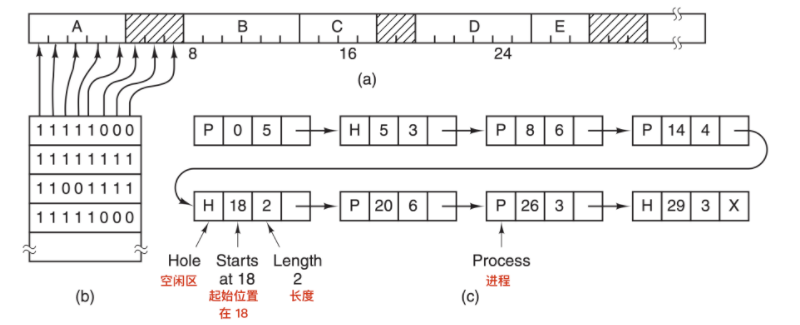 A B C D E
8 16 24
(a)
11111000
11111111
11001111
11111000
(b)
P 0 5 H 5 3 P 8 6 P 14 4
H 18 2 P 20 6 P 26 3 H 29 3 X
Hole Starts Length Process
at 18 2
空闲区 起始位置 长度 进程
在 18
(c)